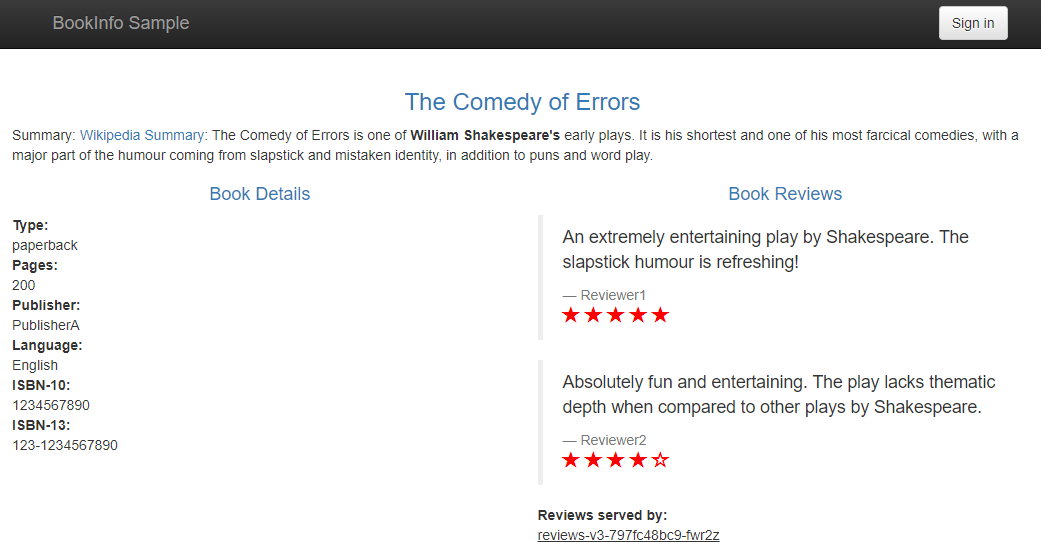 BookInfo Sample
Sign in
The Comedy of Errors
Summary: Wikipedia Summary: The Comedy of Errors is one of William Shakespeare's early plays. It is his shortest and one of his most farcical comedies, with a
major part of the humour coming from slapstick and mistaken identity, in addition to puns and word play.
Book Details
Type:
paperback
Pages:
200
Publisher:
PublisherA
Language:
English
ISBN-10:
1234567890
ISBN-13:
123-1234567890
Book Reviews
An extremely entertaining play by Shakespeare. The
slapstick humour is refreshing!
— Reviewer1
★★★★★
Absolutely fun and entertaining. The play lacks thematic
depth when compared to other plays by Shakespeare.
— Reviewer2
★★★★☆
Reviews served by:
reviews-v3-797fc48bc9-fwr2z